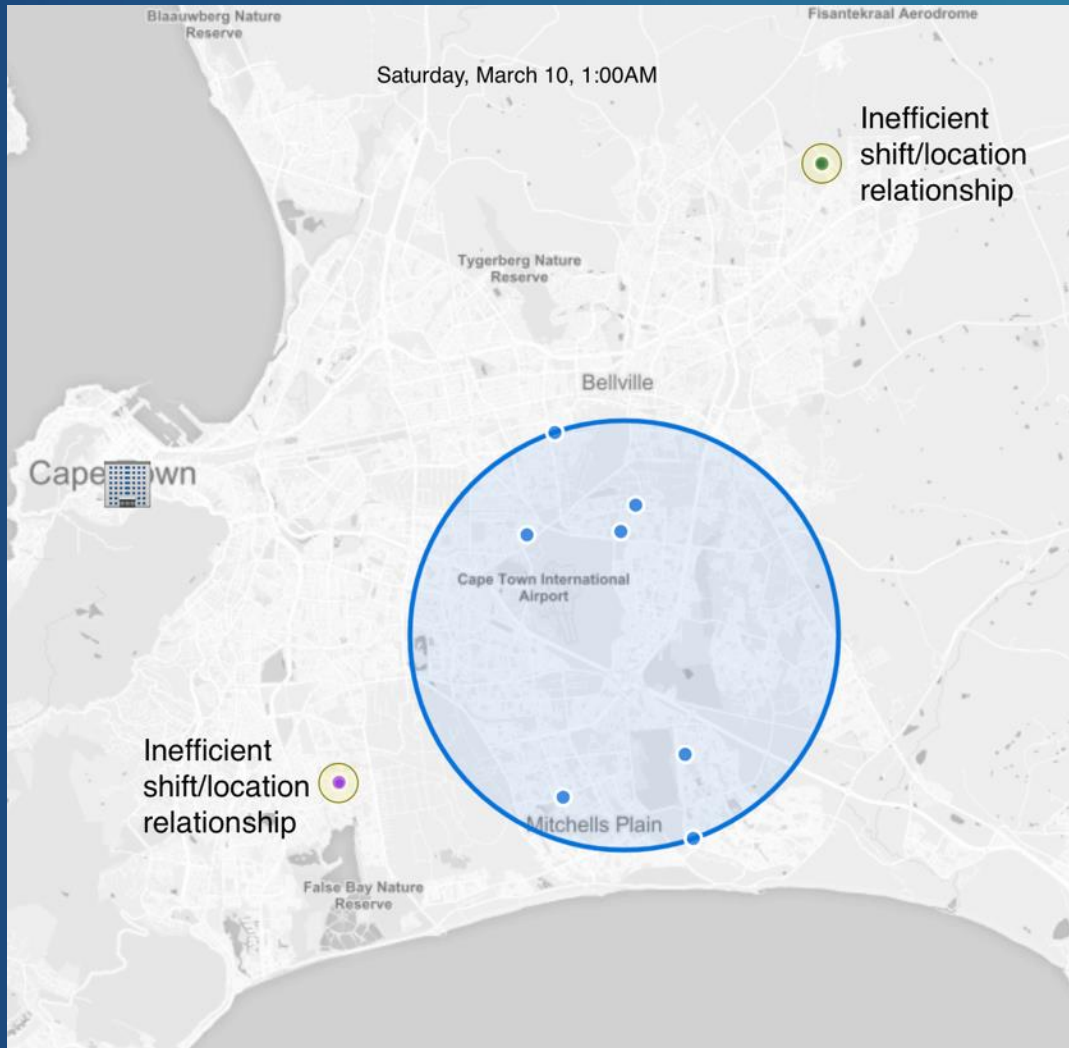 Blaauwberg Nature
Reserve
Fisantekraal Aerodrome
Saturday, March 10, 1:00AM
Inefficient
shift/location
relationship
Tygerberg Nature
Reserve
Bellville
Cape Town
Cape Town International
Airport
Inefficient
shift/location
relationship
Mitchells Plain
False Bay Nature
Reserve